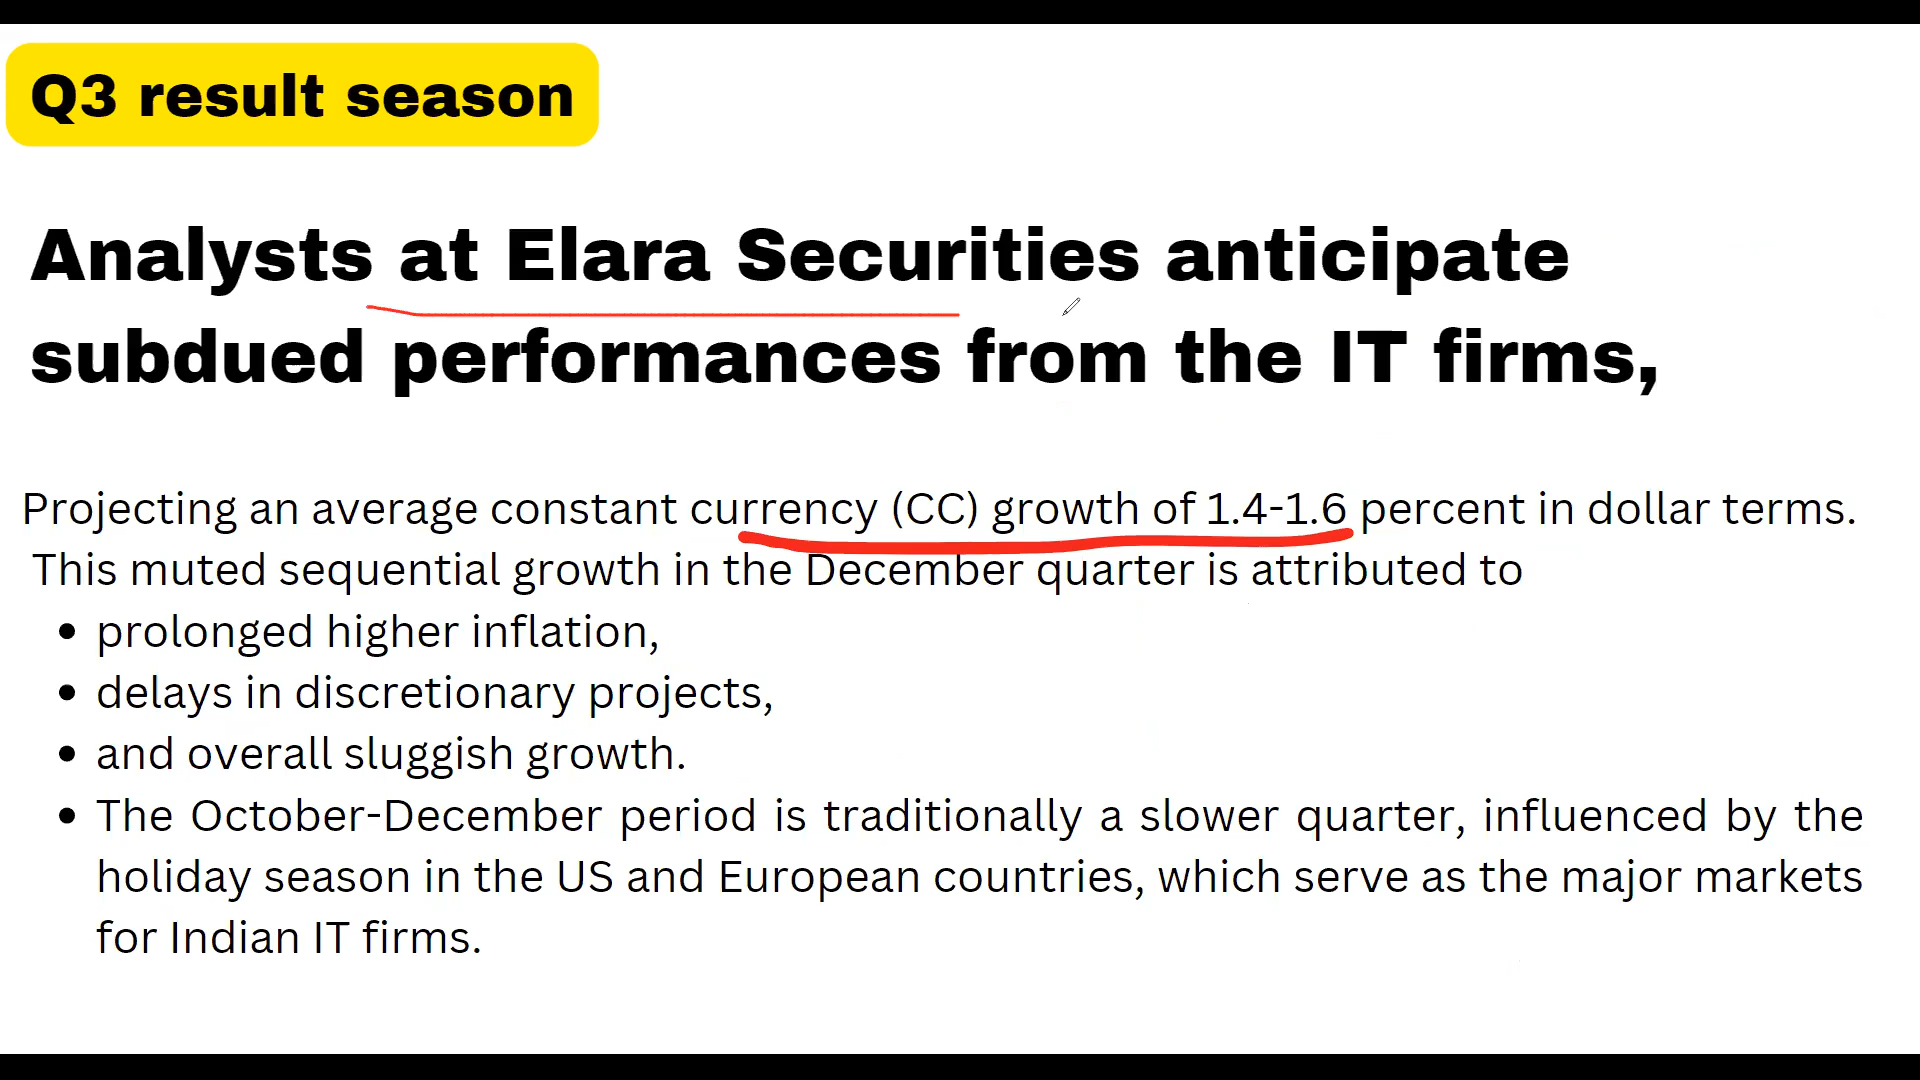 Q3 result season
Analysts at Elara Securities anticipate
subdued performances from the IT firms,
Projecting an average constant currency (CC) growth of 1.4-1.6 percent in dollar terms.
This muted sequential growth in the December quarter is attributed to
• prolonged higher inflation,
• delays in discretionary projects,
• and overall sluggish growth.
• The October-December period is traditionally a slower quarter, influenced by the
holiday season in the US and European countries, which serve as the major markets
for Indian IT firms.